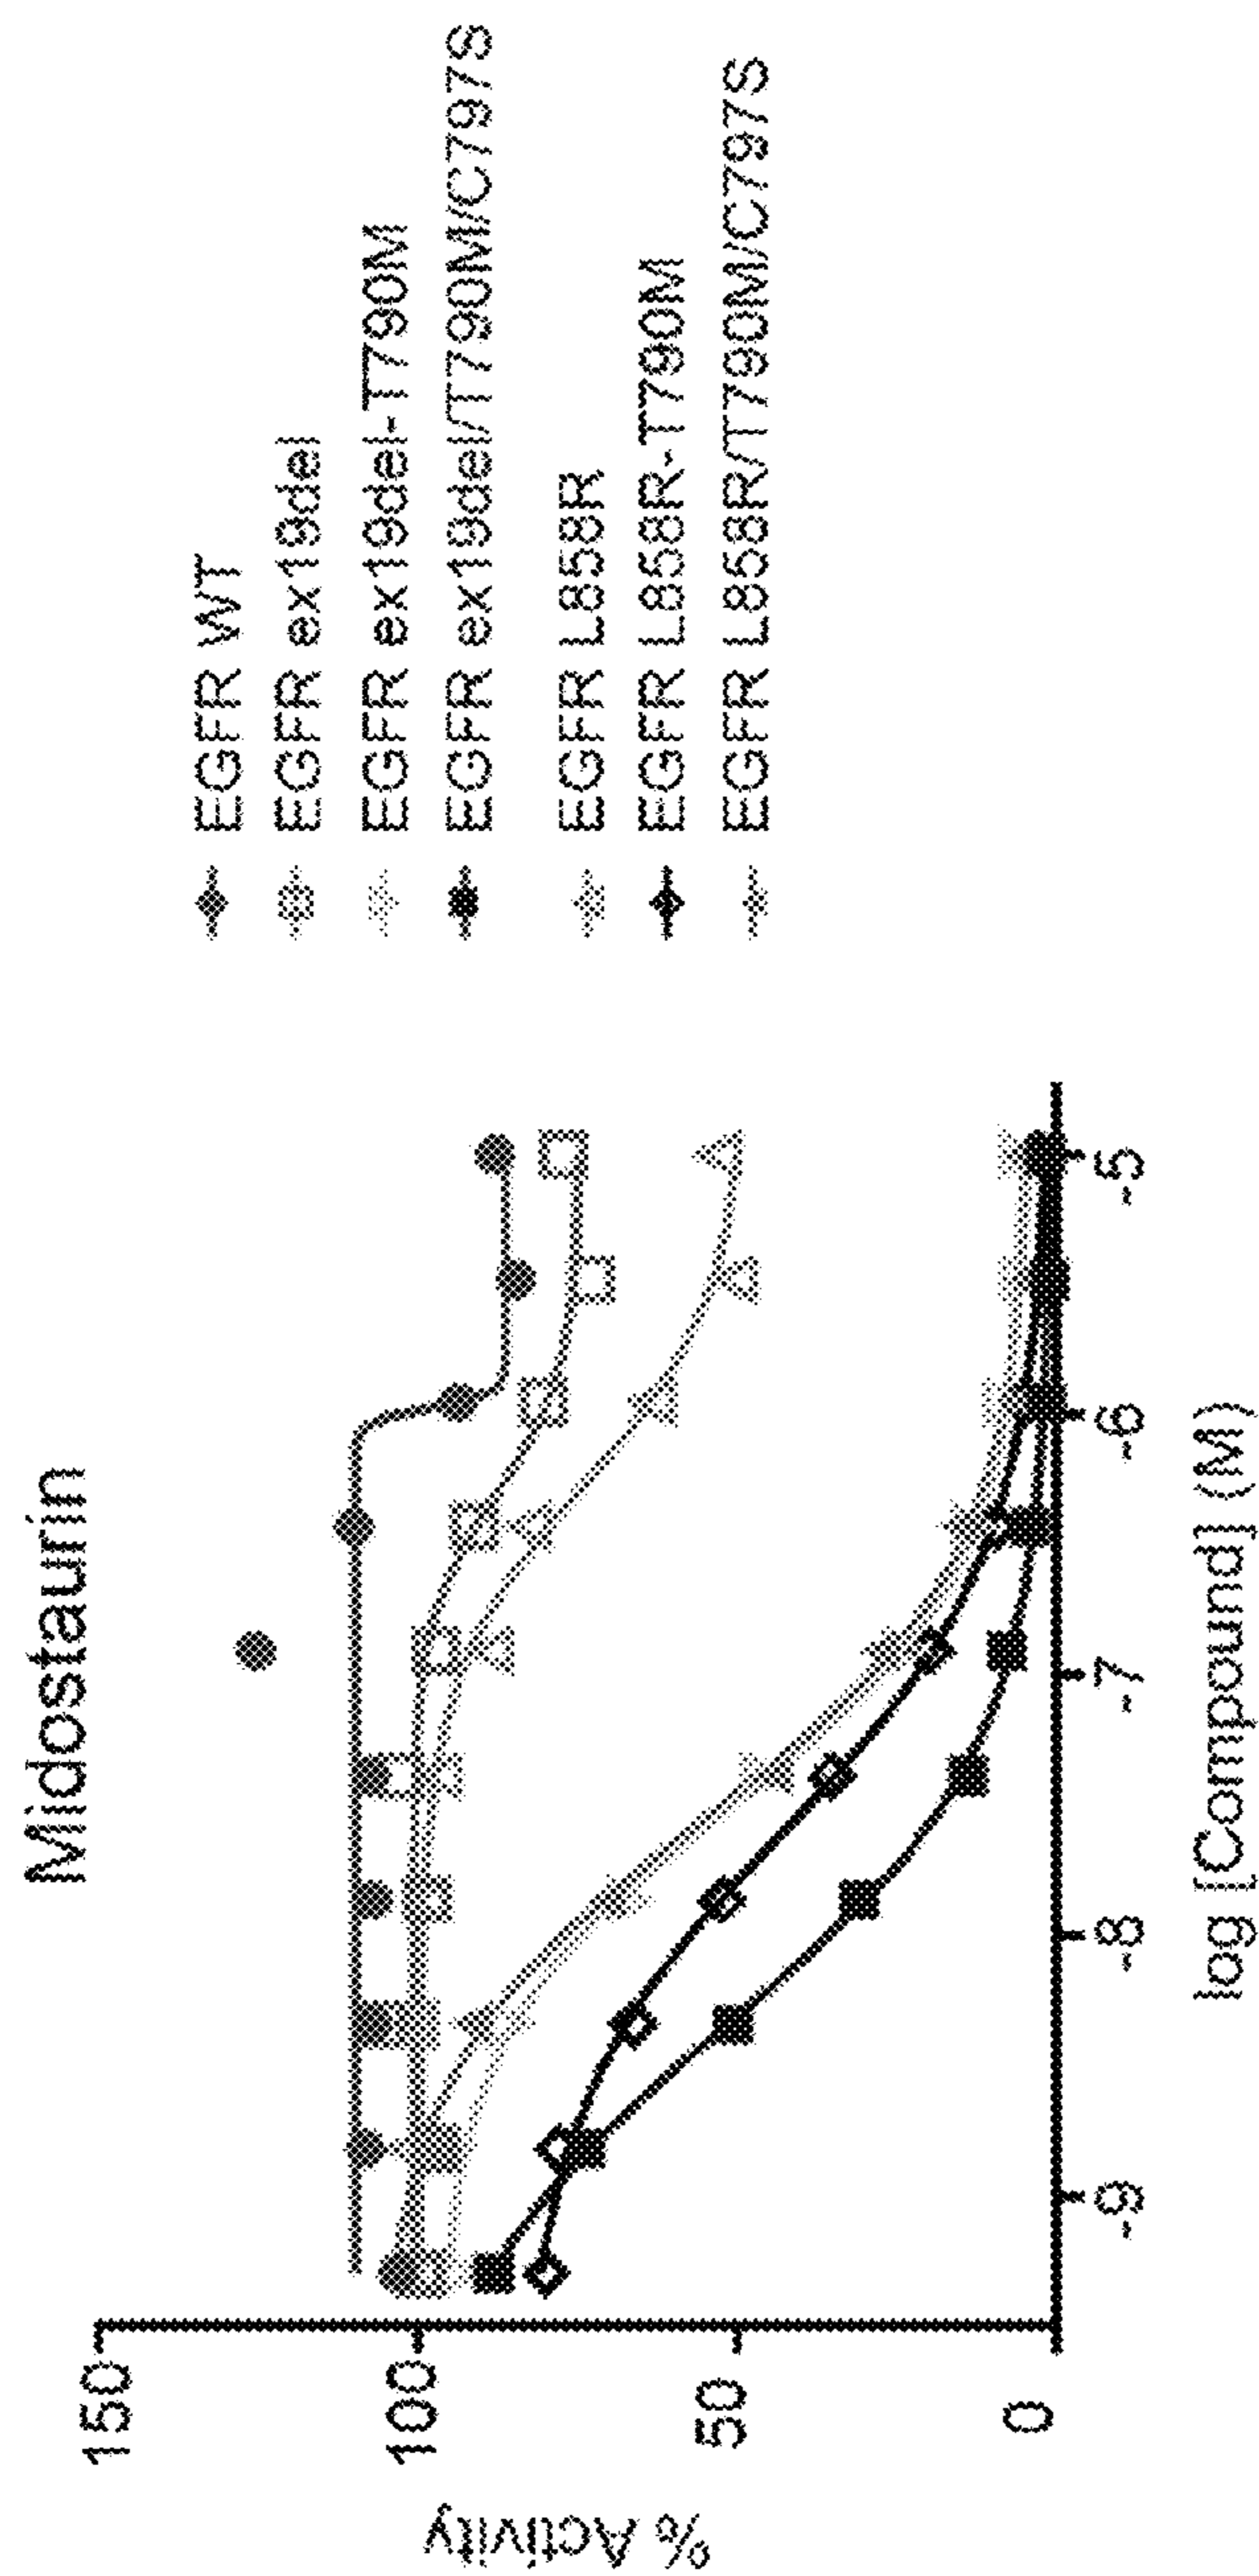 Midostaurin
% Activity
150
100
50
0
-9
-8
-7
-6
-5
log [Compound] (M)
EGFR WT
EGFR ex19del
EGFR ex19del-T790M
EGFR ex19del/T790M/C797S
EGFR L858R
EGFR L858R-T790M
EGFR L858R/T790M/C797S